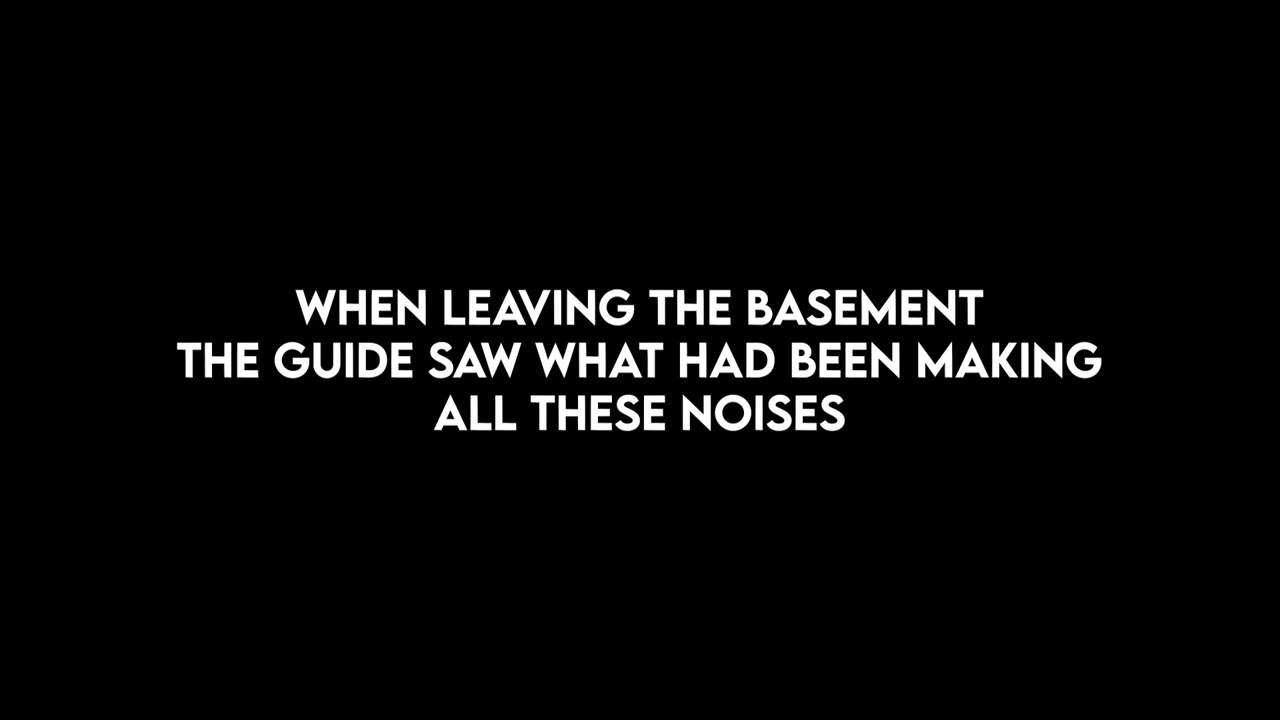 WHEN LEAVING THE BASEMENT
THE GUIDE SAW WHAT HAD BEEN MAKING
ALL THESE NOISES